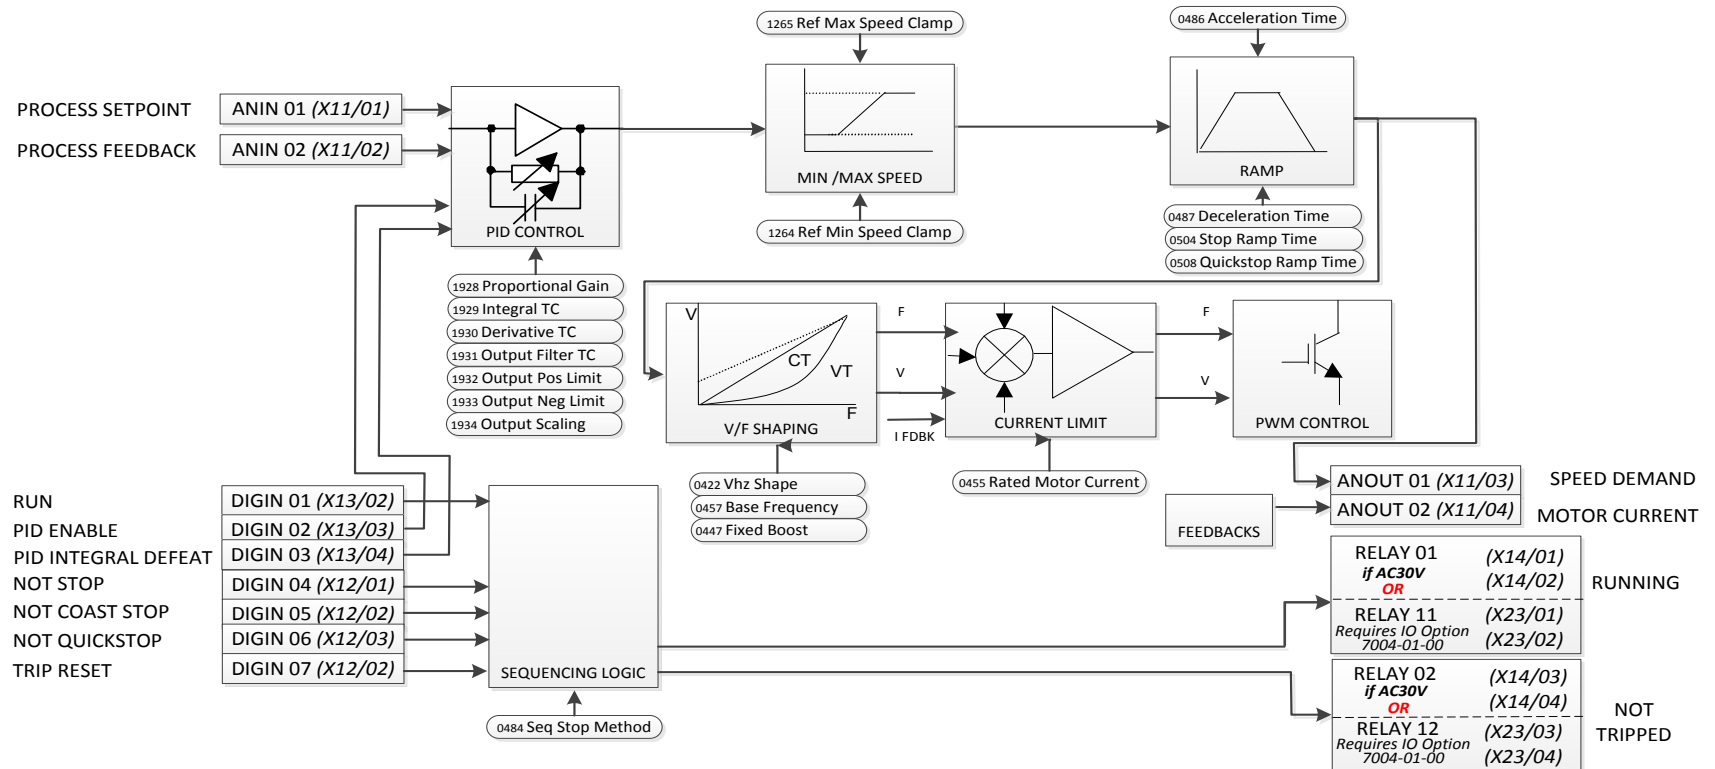 1265 Ref Max Speed Clamp
0486 Acceleration Time
PROCESS SETPOINT
ANIN 01 (X11/01)
PROCESS FEEDBACK
ANIN 02 (X11/02)
PID CONTROL
MIN /MAX SPEED
RAMP
1264 Ref Min Speed Clamp
0487 Deceleration Time
0504 Stop Ramp Time
0508 Quickstop Ramp Time
1928 Proportional Gain
1929 Integral TC
1930 Derivative TC
1931 Output Filter TC
1932 Output Pos Limit
1933 Output Neg Limit
1934 Output Scaling
V
CT
VT
F
V/F SHAPING
F
V
I FDBK
CURRENT LIMIT
F
V
PWM CONTROL
0422 Vhz Shape
0457 Base Frequency
0447 Fixed Boost
0455 Rated Motor Current
ANOUT 01 (X11/03)
SPEED DEMAND
ANOUT 02 (X11/04)
MOTOR CURRENT
FEEDBACKS
RUN
DIGIN 01 (X13/02)
PID ENABLE
DIGIN 02 (X13/03)
PID INTEGRAL DEFEAT
DIGIN 03 (X13/04)
NOT STOP
DIGIN 04 (X12/01)
NOT COAST STOP
DIGIN 05 (X12/02)
NOT QUICKSTOP
DIGIN 06 (X12/03)
TRIP RESET
DIGIN 07 (X12/02)
SEQUENCING LOGIC
0484 Seq Stop Method
RELAY 01
if AC30V
OR
(X14/01)
(X14/02)
RELAY 11
Requires IO Option
7004-01-00
(X23/01)
(X23/02)
RUNNING
RELAY 02
if AC30V
OR
(X14/03)
(X14/04)
RELAY 12
Requires IO Option
7004-01-00
(X23/03)
(X23/04)
NOT
TRIPPED